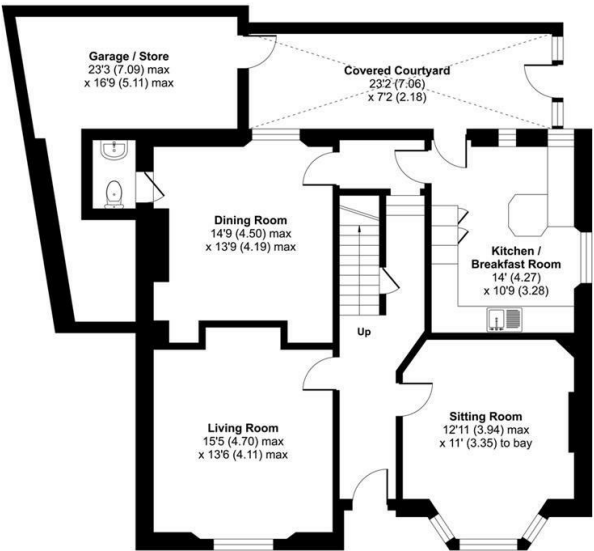 Garage / Store
23'3 (7.09) max
x 16'9 (5.11) max
Covered Courtyard
23'2 (7.06)
x 7'2 (2.18)
Dining Room
14'9 (4.50) max
x 13'9 (4.19) max
Kitchen /
Breakfast Room
14' (4.27)
x 10'9 (3.28)
Up
Living Room
15'5 (4.70) max
x 13'6 (4.11) max
Sitting Room
12'11 (3.94) max
x 11' (3.35) to bay